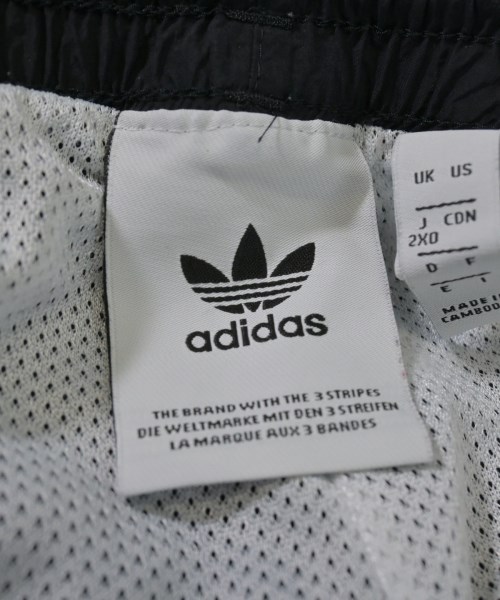 adidas
THE BRAND WITH THE 3 STRIPES
DIE WELTMARKE MIT DEN 3 STREIFEN
LA MARQUE AUX 3 BANDES
UK US
J CDN
2XO
D F
E I
MADE
CAMBOD